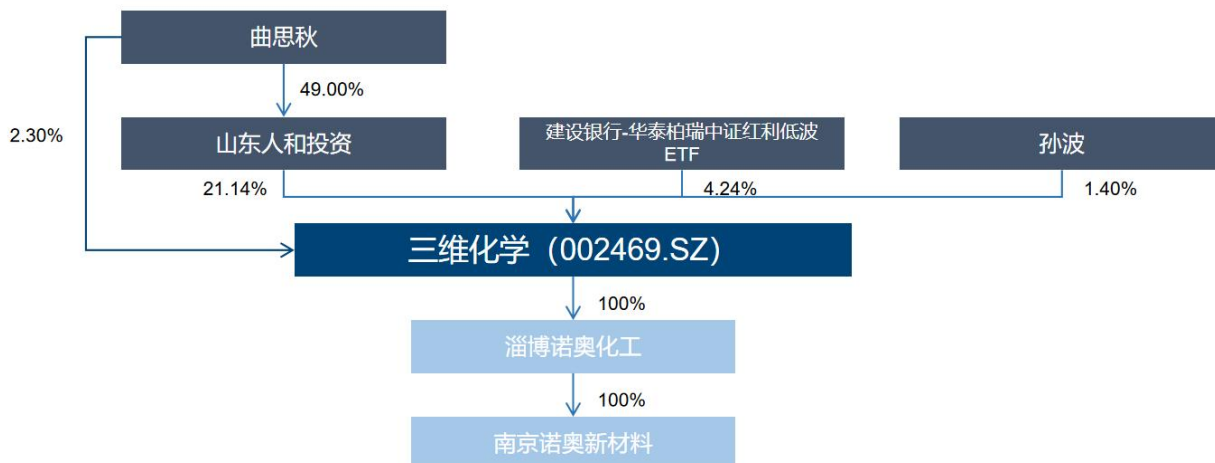 曲思秋
49.00%
2.30%
山东人和投资
建设银行-华泰柏瑞中证红利低波
ETF
孙波
21.14%
4.24%
1.40%
三维化学（002469.SZ）
100%
淄博诺奥化工
100%
南京诺奥新材料